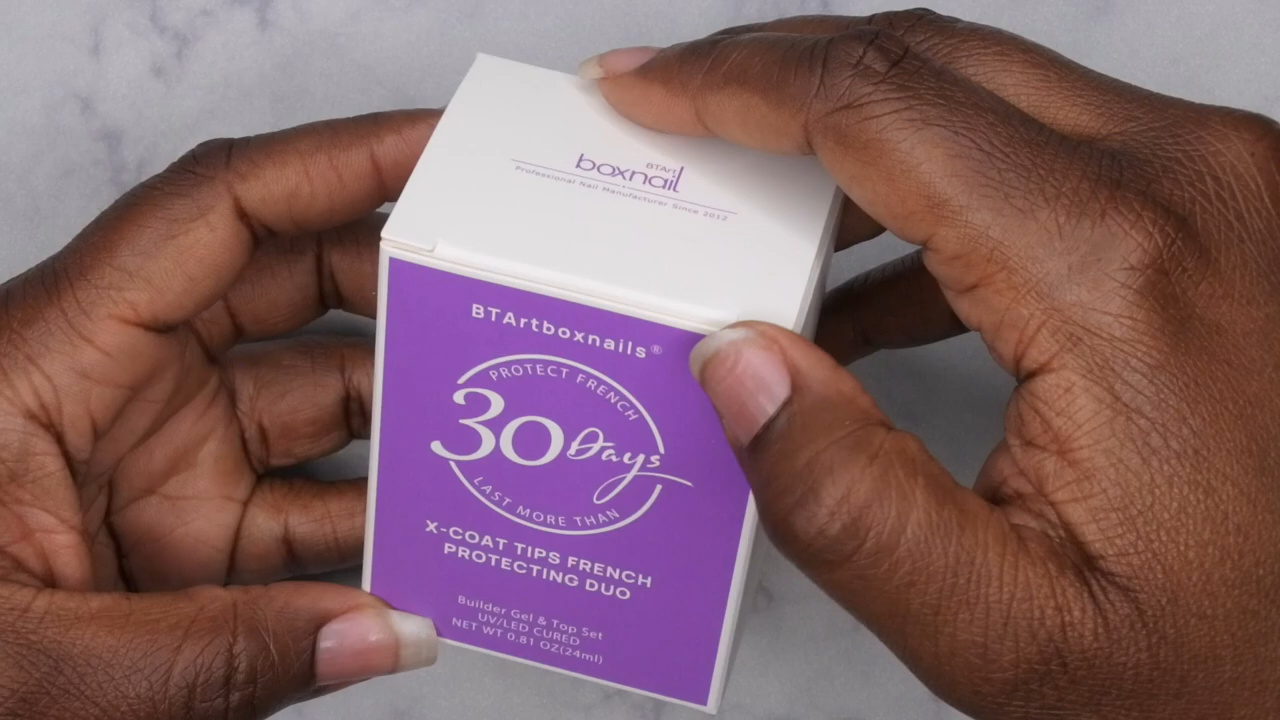 BTArt
boxnail
Professional Nail Manufacturer Since 2012
BTArtboxnails®
PROTECT FRENCH
30 Days
LAST MORE THAN
X-COAT TIPS FRENCH
PROTECTING DUO
Builder Gel & Top Set
UV/LED CURED
NET WT 0.81 OZ(24ml)